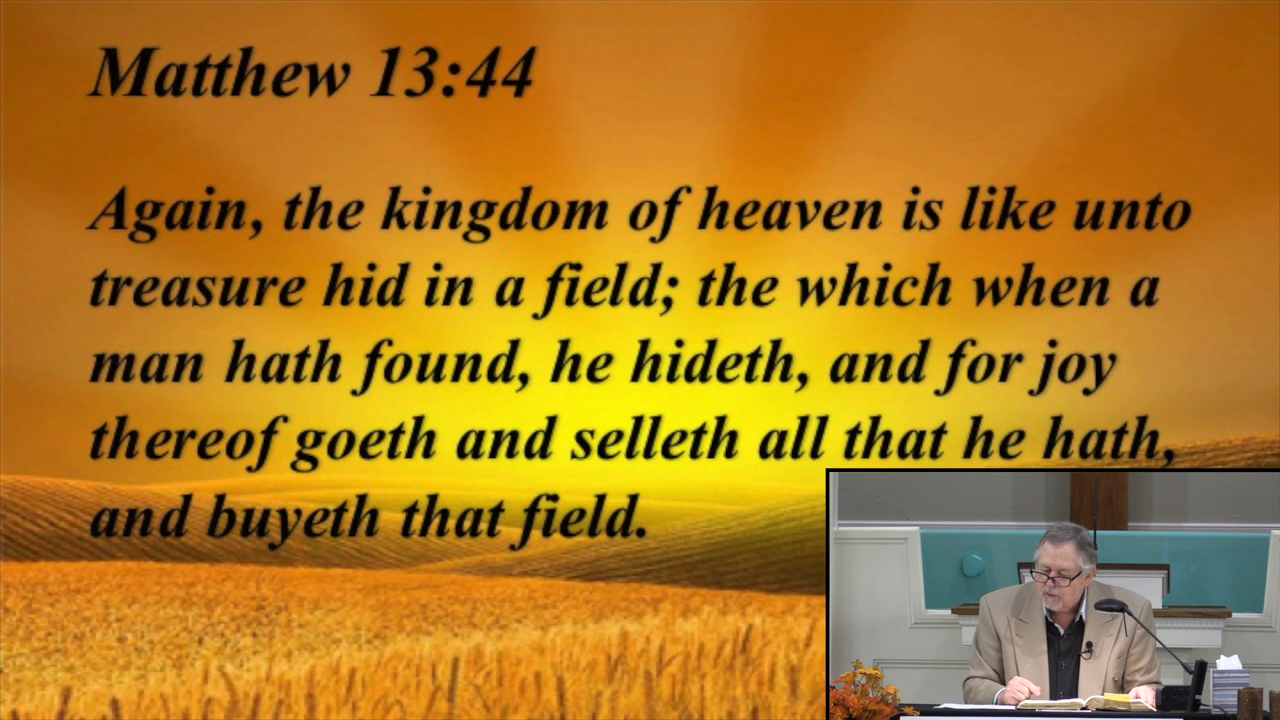 Matthew 13:44
Again, the kingdom of heaven is like unto
treasure hid in a field; the which when a
man hath found, he hideth, and for joy
thereof goeth and selleth all that he hath,
and buyeth that field.